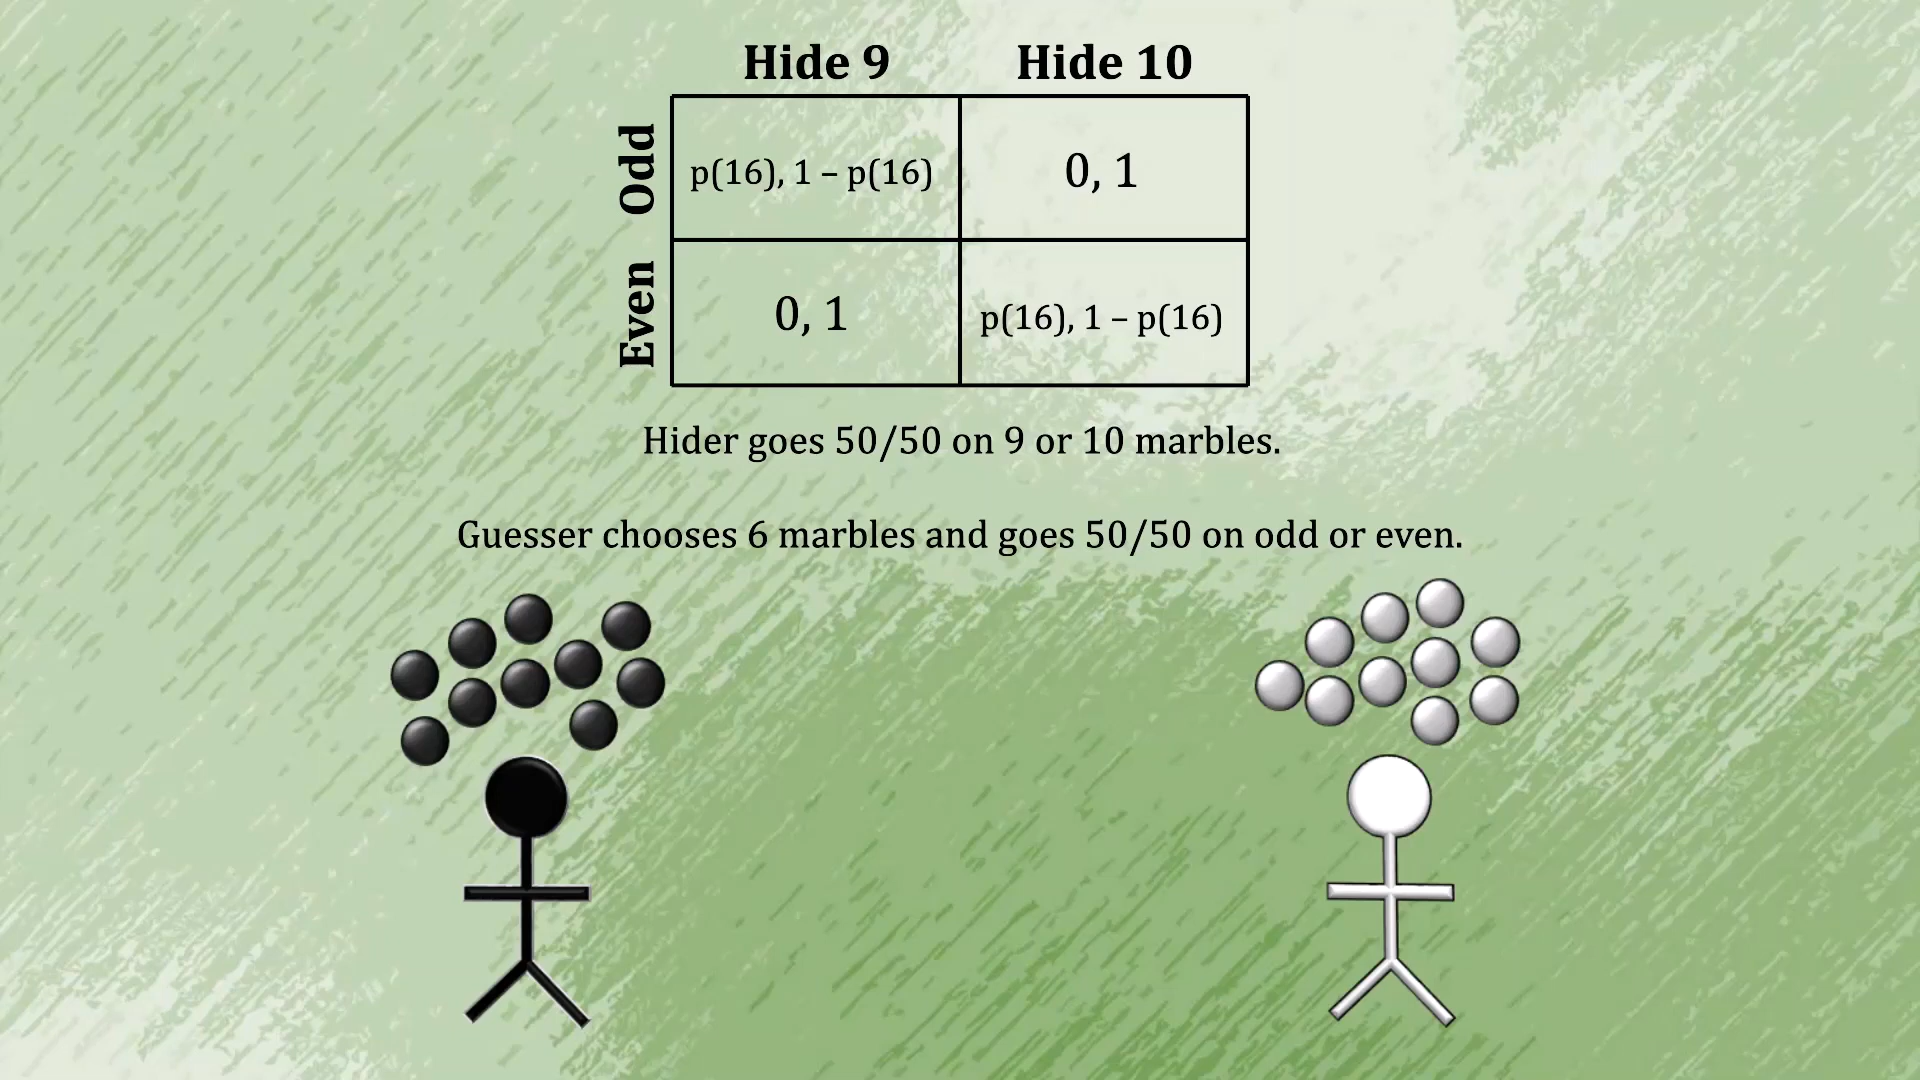 Hide 9 Hide 10
Odd p(16), 1 – p(16) 0, 1
Even 0, 1 p(16), 1 – p(16)
Hider goes 50/50 on 9 or 10 marbles.
Guesser chooses 6 marbles and goes 50/50 on odd or even.